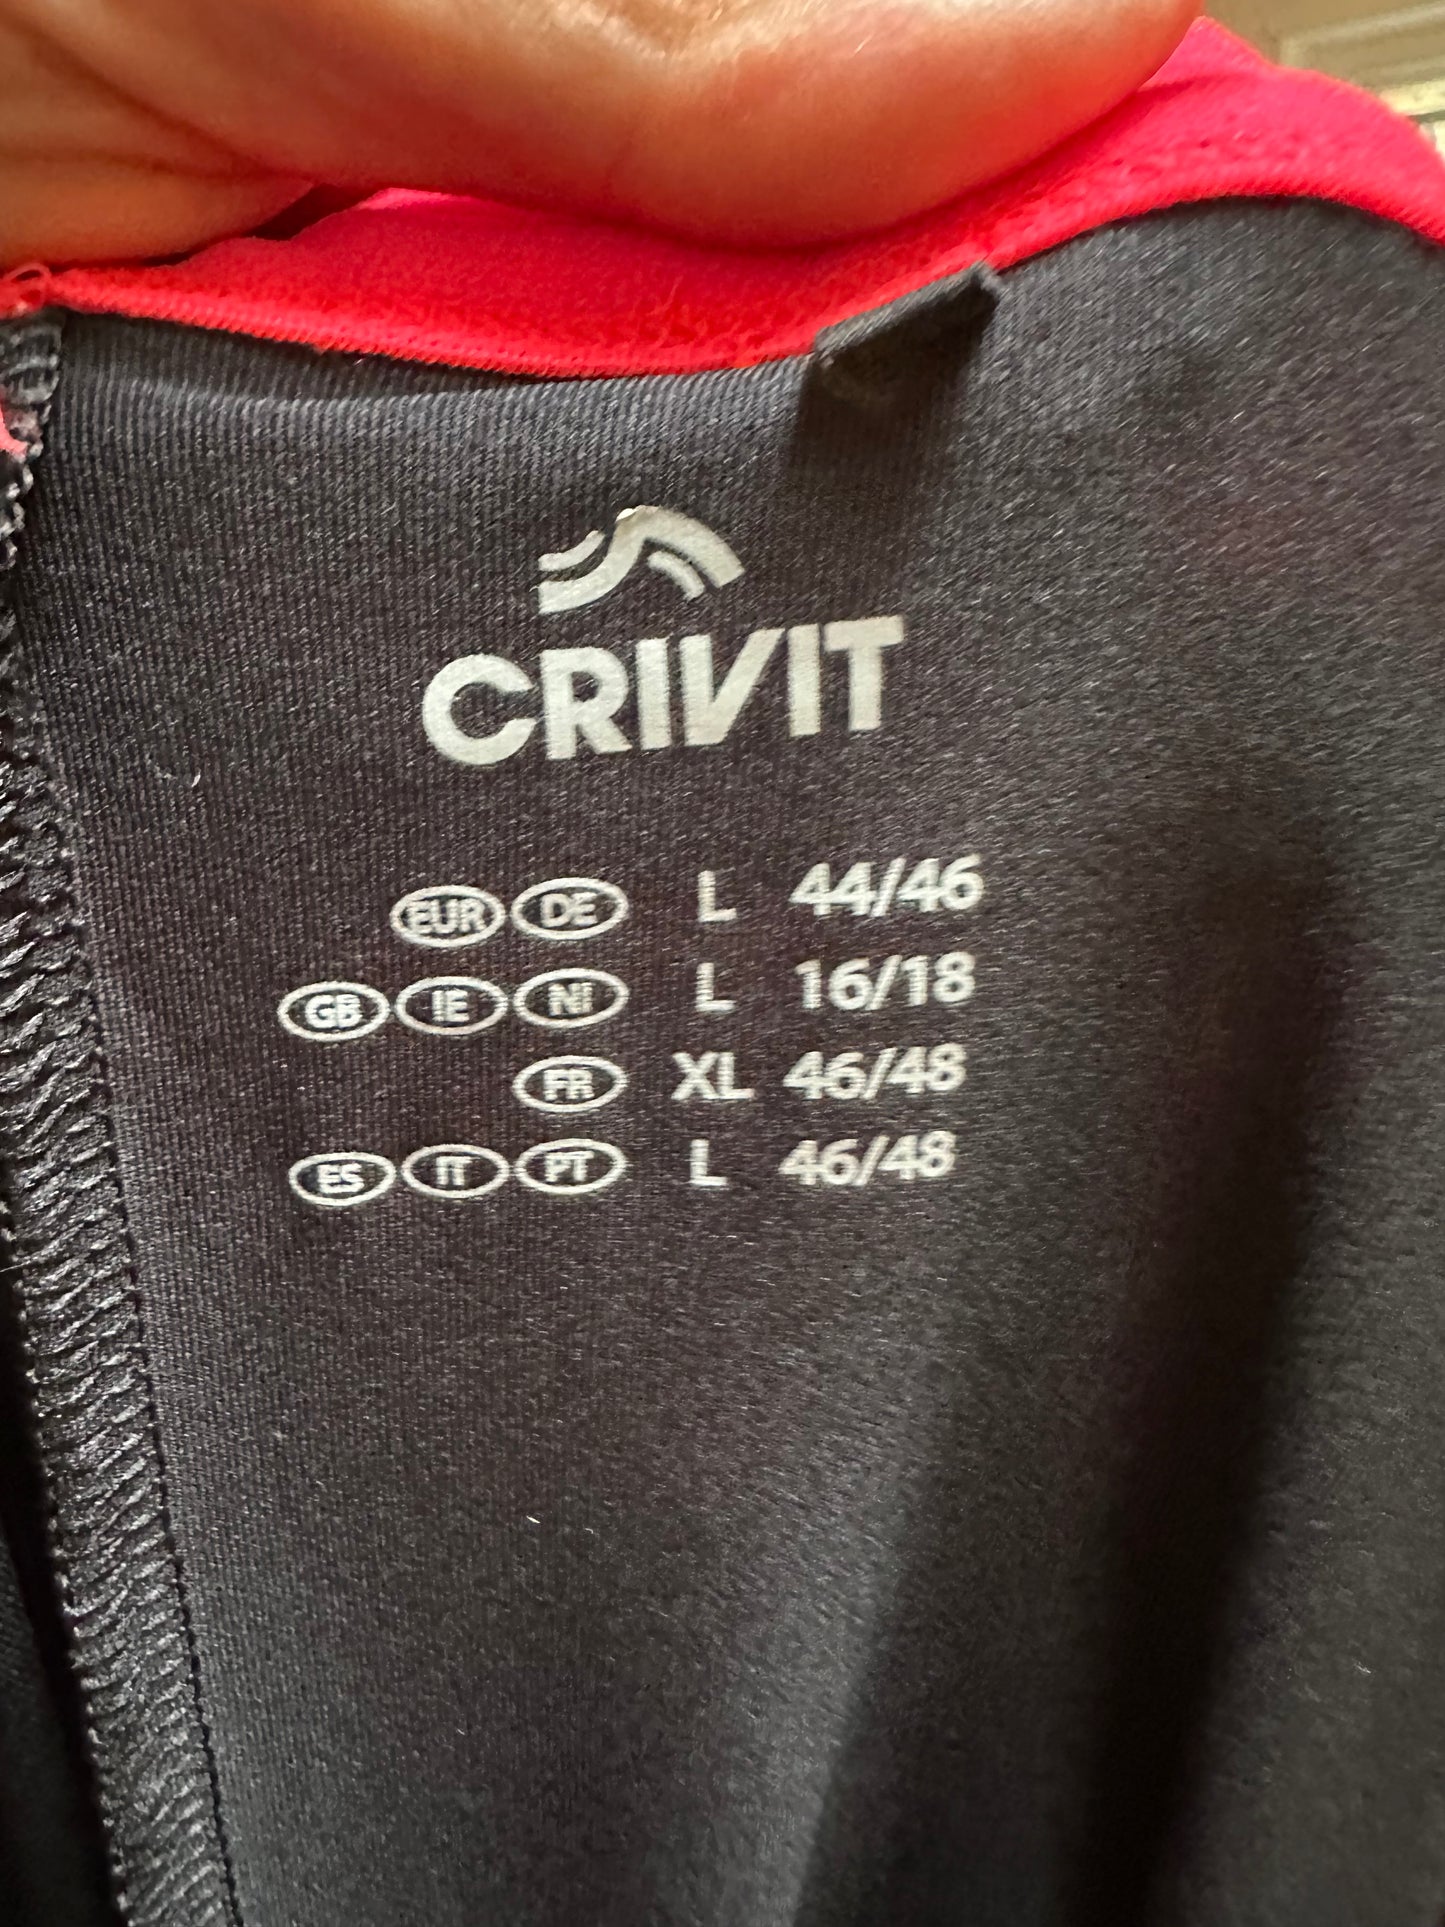 CRIVIT
EUR DE L 44/46
GB IE NI L 16/18
FR XL 46/48
ES IT PT L 46/48